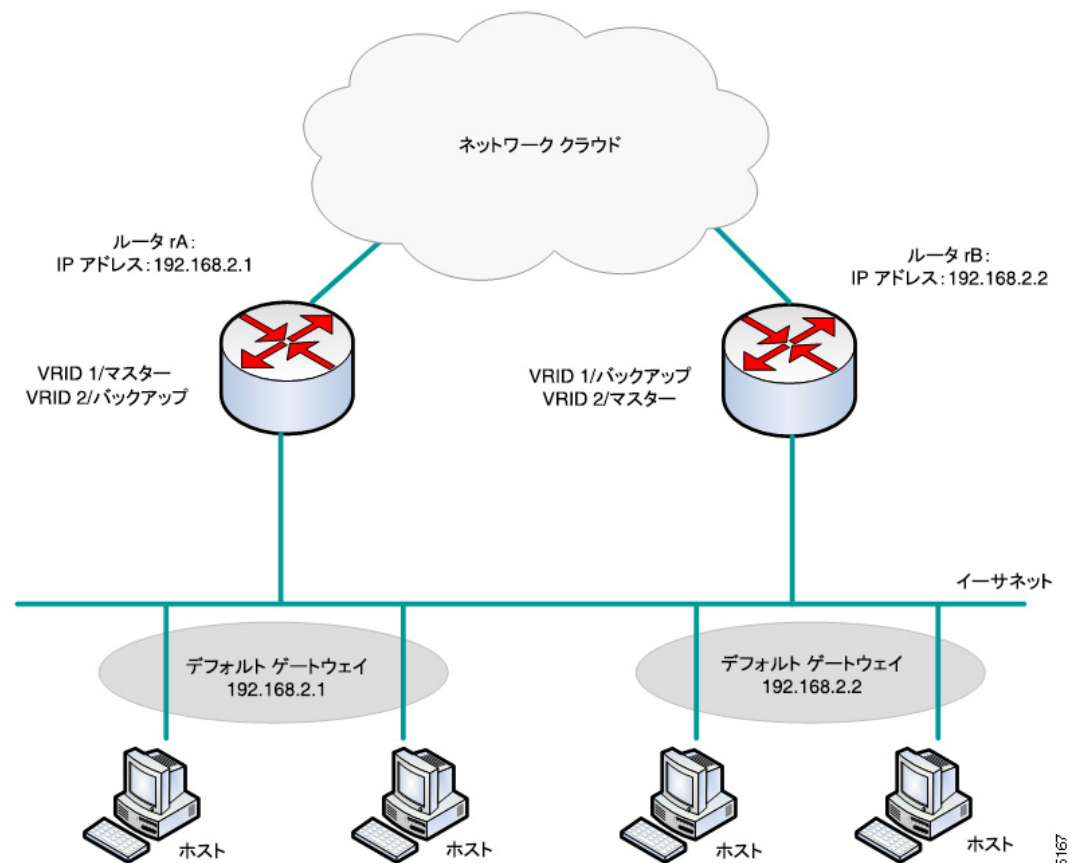 ネットワーク クラウド
ルータ rA:
IP アドレス:192.168.2.1
ルータ rB:
IP アドレス:192.168.2.2
VRID 1/マスター
VRID 2/バックアップ
VRID 1/バックアップ
VRID 2/マスター
イーサネット
デフォルト ゲートウェイ
192.168.2.1
デフォルト ゲートウェイ
192.168.2.2
ホスト
ホスト
ホスト
ホスト